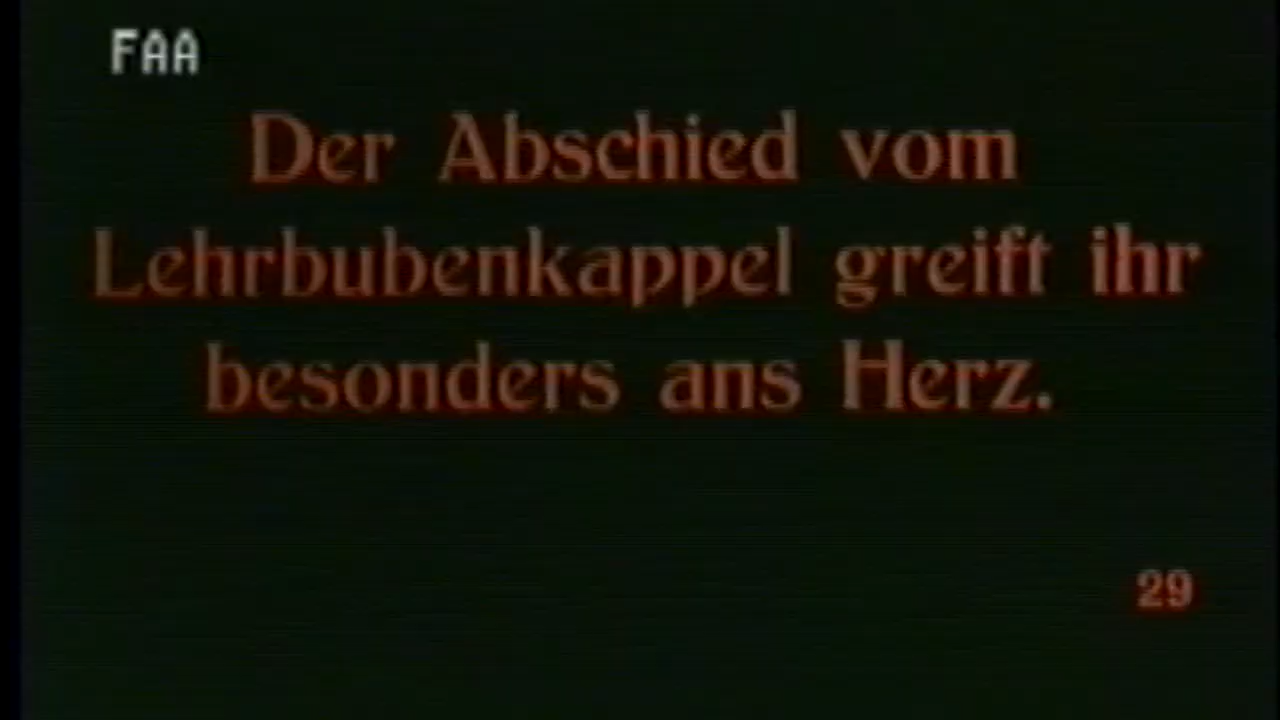 FAA
Der Abschied vom
Lehrbubenkappel greift ihr
besonders ans Herz.
29